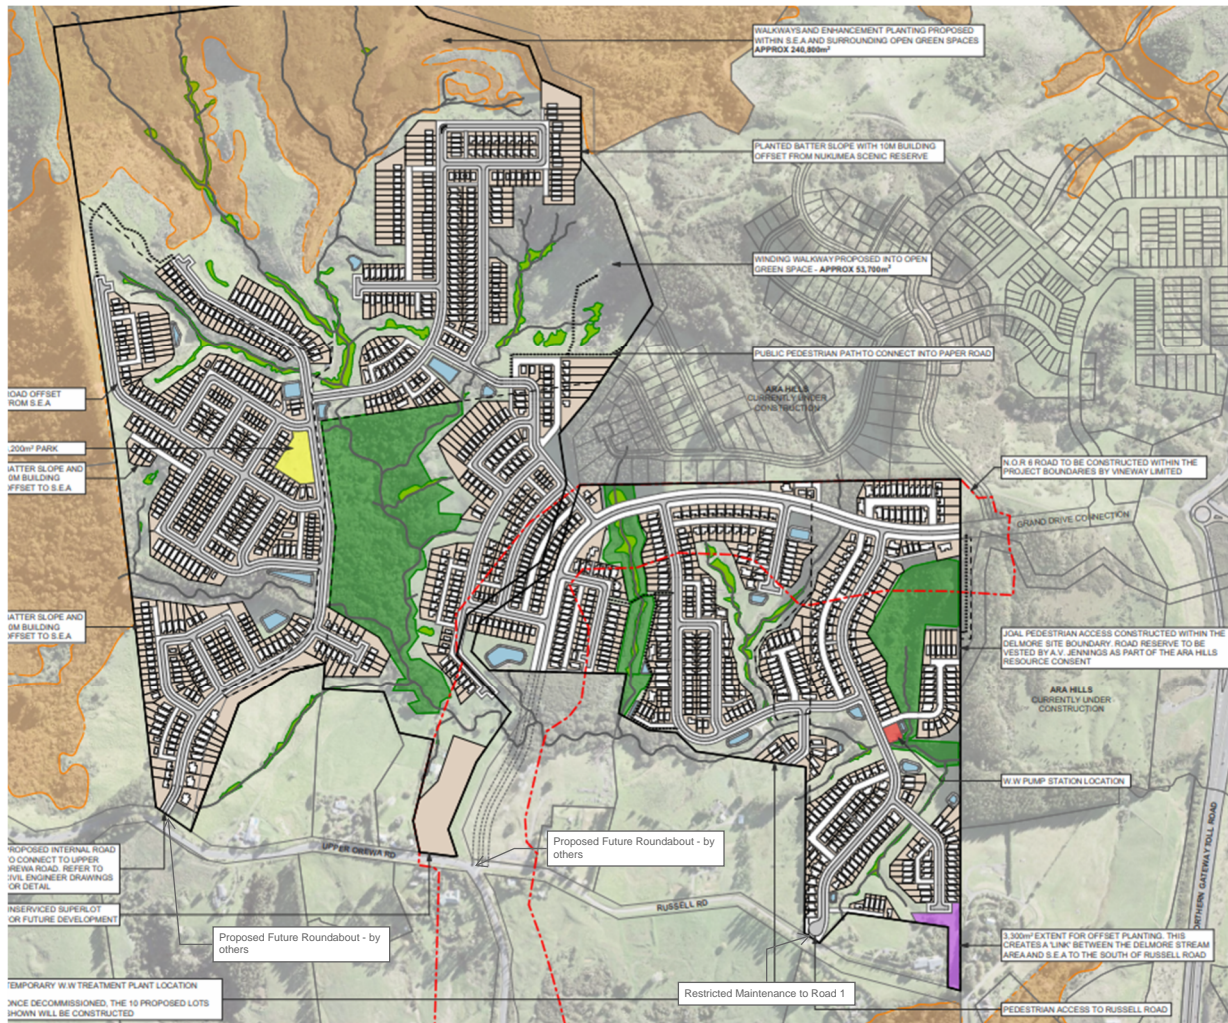 WALKWAYS AND ENHANCEMENT PLANTING PROPOSED
WITHIN S.E.A AND SURROUNDING OPEN GREEN SPACES
APPROX 240,800m²
PLANTED BATTER SLOPE WITH 10M BUILDING
OFFSET FROM NUKUMEA SCENIC RESERVE
WINDING WALKWAY PROPOSED INTO OPEN
GREEN SPACE - APPROX 53,700m²
PUBLIC PEDESTRIAN PATH TO CONNECT INTO PAPER ROAD
ARA HILLS
CURRENTLY UNDER
CONSTRUCTION
ROAD OFFSET
FROM S.E.A
,200m² PARK
BATTER SLOPE AND
0M BUILDING
OFFSET TO S.E.A
N.O.R 6 ROAD TO BE CONSTRUCTED WITHIN THE
PROJECT BOUNDARIES BY VINEWAY LIMITED
GRAND DRIVE CONNECTION
BATTER SLOPE AND
0M BUILDING
OFFSET TO S.E.A
JOAL PEDESTRIAN ACCESS CONSTRUCTED WITHIN THE
DELMORE SITE BOUNDARY. ROAD RESERVE TO BE
VESTED BY A.V. JENNINGS AS PART OF THE ARA HILLS
RESOURCE CONSENT
ARA HILLS
CURRENTLY UNDER
CONSTRUCTION
W.W PUMP STATION LOCATION
NORTHERN GATEWAY TOLL ROAD
PROPOSED INTERNAL ROAD
TO CONNECT TO UPPER
OREWA ROAD. REFER TO
CIVIL ENGINEER DRAWINGS
FOR DETAIL
UPPER OREWA RD
Proposed Future Roundabout - by
others
UNSERVICED SUPERLOT
FOR FUTURE DEVELOPMENT
RUSSELL RD
Proposed Future Roundabout - by
others
3,300m² EXTENT FOR OFFSET PLANTING. THIS
CREATES A 'LINK' BETWEEN THE DELMORE STREAM
AREA AND S.E.A TO THE SOUTH OF RUSSELL ROAD
TEMPORARY W.W TREATMENT PLANT LOCATION
ONCE DECOMMISSIONED, THE 10 PROPOSED LOTS
SHOWN WILL BE CONSTRUCTED
Restricted Maintenance to Road 1
PEDESTRIAN ACCESS TO RUSSELL ROAD